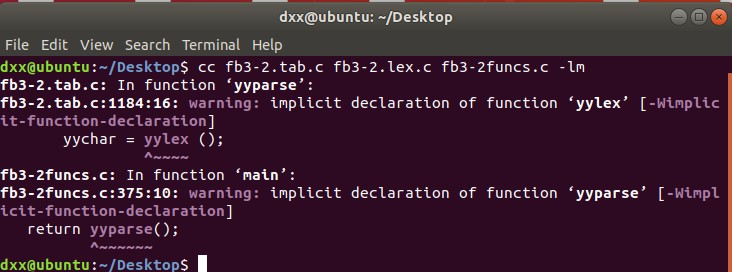 dxx@ubuntu: ~/Desktop
File Edit View Search Terminal Help
dxx@ubuntu:~/Desktop$ cc fb3-2.tab.c fb3-2.lex.c fb3-2funcs.c -lm
fb3-2.tab.c: In function ‘yyparse’:
fb3-2.tab.c:1184:16: warning: implicit declaration of function ‘yylex’ [-Wimplic
it-function-declaration]
yychar = yylex ();
^~~~~
fb3-2funcs.c: In function ‘main’:
fb3-2funcs.c:375:10: warning: implicit declaration of function ‘yyparse’ [-Wimpl
icit-function-declaration]
return yyparse();
^~~~~~~
dxx@ubuntu:~/Desktop$